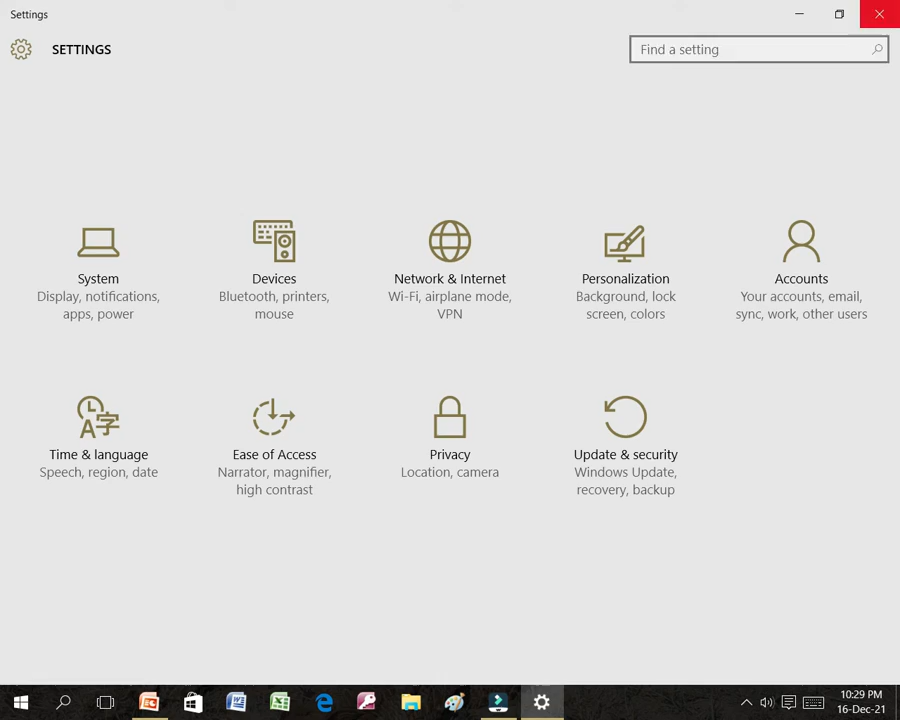 Settings
SETTINGS
Find a setting
System
Display, notifications,
apps, power
Devices
Bluetooth, printers,
mouse
Network & Internet
Wi-Fi, airplane mode,
VPN
Personalization
Background, lock
screen, colors
Accounts
Your accounts, email,
sync, work, other users
A字
Time & language
Speech, region, date
Ease of Access
Narrator, magnifier,
high contrast
Privacy
Location, camera
Update & security
Windows Update,
recovery, backup
10:29 PM
16-Dec-21